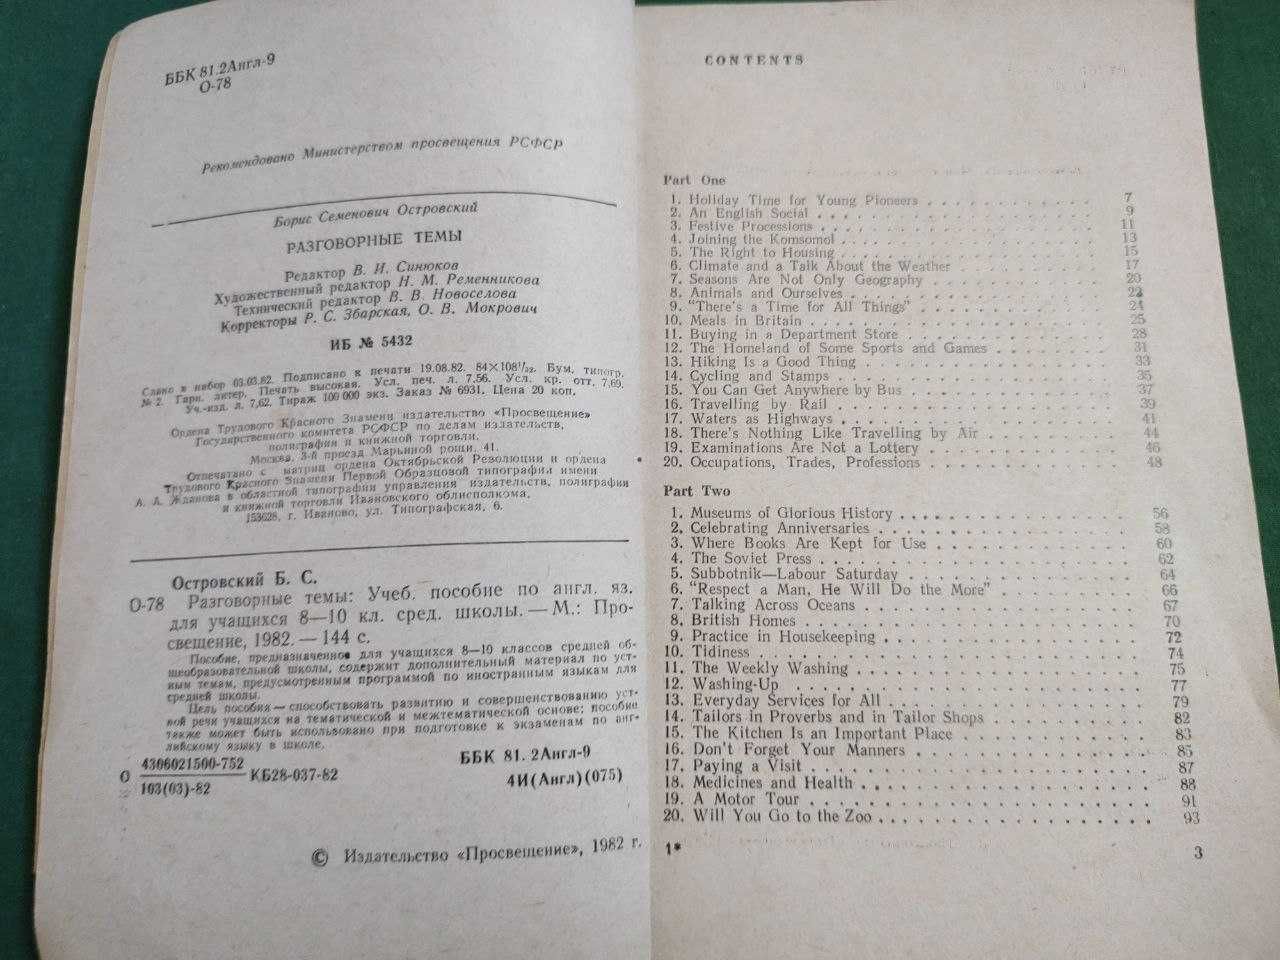 ББК 81.2Англ-9
О-78
Рекомендовано Министерством просвещения РСФСР
Борис Семенович Островский
РАЗГОВОРНЫЕ ТЕМЫ
Редактор В. И. Синюков
Художественный редактор Н. М. Ременникова
Технический редактор В. В. Новоселова
Корректоры Р. С. Збарская, О. В. Мокрович
ИБ № 5432
Сдано в набор 03.03.82. Подписано к печати 19.08.82. 84×108¹/₃₂. Бум. типогр.
№ 2. Гарн. литер. Печать высокая. Усл. печ. л. 7,56. Усл. кр. отт. 7,69.
Уч.-изд. л. 7,62. Тираж 100 000 экз. Заказ № 6931. Цена 20 коп.
Ордена Трудового Красного Знамени издательство «Просвещение»
Государственного комитета РСФСР по делам издательств,
полиграфии и книжной торговли.
Москва, 3-й проезд Марьиной рощи, 41.
Отпечатано с матриц ордена Октябрьской Революции и ордена
Трудового Красного Знамени Первой Образцовой типографии имени
А. А. Жданова в областной типографии управления издательств, полиграфии
и книжной торговли Ивановского облисполкома,
153628, г. Иваново, ул. Типографская, 6.
Островский Б. С.
О-78 Разговорные темы: Учеб. пособие по англ. яз.
для учащихся 8—10 кл. сред. школы. — М.: Про-
свещение, 1982. — 144 с.
Пособие, предназначенное для учащихся 8—10 классов средней об-
щеобразовательной школы, содержит дополнительный материал по уст-
ным темам, предусмотренным программой по иностранным языкам для
средней школы.
Цель пособия — способствовать развитию и совершенствованию уст-
ной речи учащихся на тематической и межтематической основе; пособие
также может быть использовано при подготовке к экзаменам по анг-
лийскому языку в школе.
О 4306021500-752 КБ28-037-82
103(03)-82
ББК 81. 2Англ-9
4И(Англ)(075)
© Издательство «Просвещение», 1982 г.
CONTENTS
Part One
1. Holiday Time for Young Pioneers . . . . . . . . . . 7
2. An English Social . . . . . . . . . . 9
3. Festive Processions . . . . . . . . . . 11
4. Joining the Komsomol . . . . . . . . . . 13
5. The Right to Housing . . . . . . . . . . 15
6. Climate and a Talk About the Weather . . . . . . . . . . 17
7. Seasons Are Not Only Geography . . . . . . . . . . 20
8. Animals and Ourselves . . . . . . . . . . 22
9. "There's a Time for All Things" . . . . . . . . . . 24
10. Meals in Britain . . . . . . . . . . 25
11. Buying in a Department Store . . . . . . . . . . 28
12. The Homeland of Some Sports and Games . . . . . . . . . . 31
13. Hiking Is a Good Thing . . . . . . . . . . 33
14. Cycling and Stamps . . . . . . . . . . 35
15. You Can Get Anywhere by Bus . . . . . . . . . . 37
16. Travelling by Rail . . . . . . . . . . 39
17. Waters as Highways . . . . . . . . . . 41
18. There's Nothing Like Travelling by Air . . . . . . . . . . 44
19. Examinations Are Not a Lottery . . . . . . . . . . 46
20. Occupations, Trades, Professions . . . . . . . . . . 48
Part Two
1. Museums of Glorious History . . . . . . . . . . 56
2. Celebrating Anniversaries . . . . . . . . . . 58
3. Where Books Are Kept for Use . . . . . . . . . . 60
4. The Soviet Press . . . . . . . . . . 62
5. Subbotnik—Labour Saturday . . . . . . . . . . 64
6. "Respect a Man, He Will Do the More" . . . . . . . . . . 66
7. Talking Across Oceans . . . . . . . . . . 67
8. British Homes . . . . . . . . . . 70
9. Practice in Housekeeping . . . . . . . . . . 72
10. Tidiness . . . . . . . . . . 74
11. The Weekly Washing . . . . . . . . . . 75
12. Washing-Up . . . . . . . . . . 77
13. Everyday Services for All . . . . . . . . . . 79
14. Tailors in Proverbs and in Tailor Shops . . . . . . . . . . 82
15. The Kitchen Is an Important Place . . . . . . . . . . 83
16. Don't Forget Your Manners . . . . . . . . . . 85
17. Paying a Visit . . . . . . . . . . 87
18. Medicines and Health . . . . . . . . . . 88
19. A Motor Tour . . . . . . . . . . 91
20. Will You Go to the Zoo . . . . . . . . . . 93
1* 3